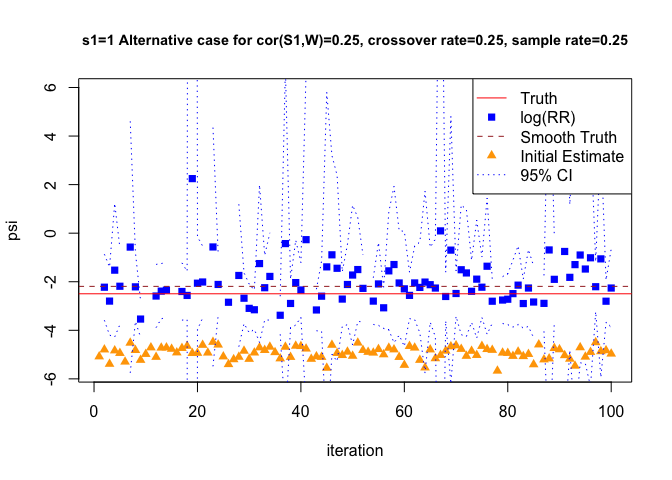 s1=1 Alternative case for cor(S1,W)=0.25, crossover rate=0.25, sample rate=0.25
Truth
log(RR)
Smooth Truth
Initial Estimate
95% CI
psi
6
4
2
0
-2
-4
-6
0 20 40 60 80 100
iteration